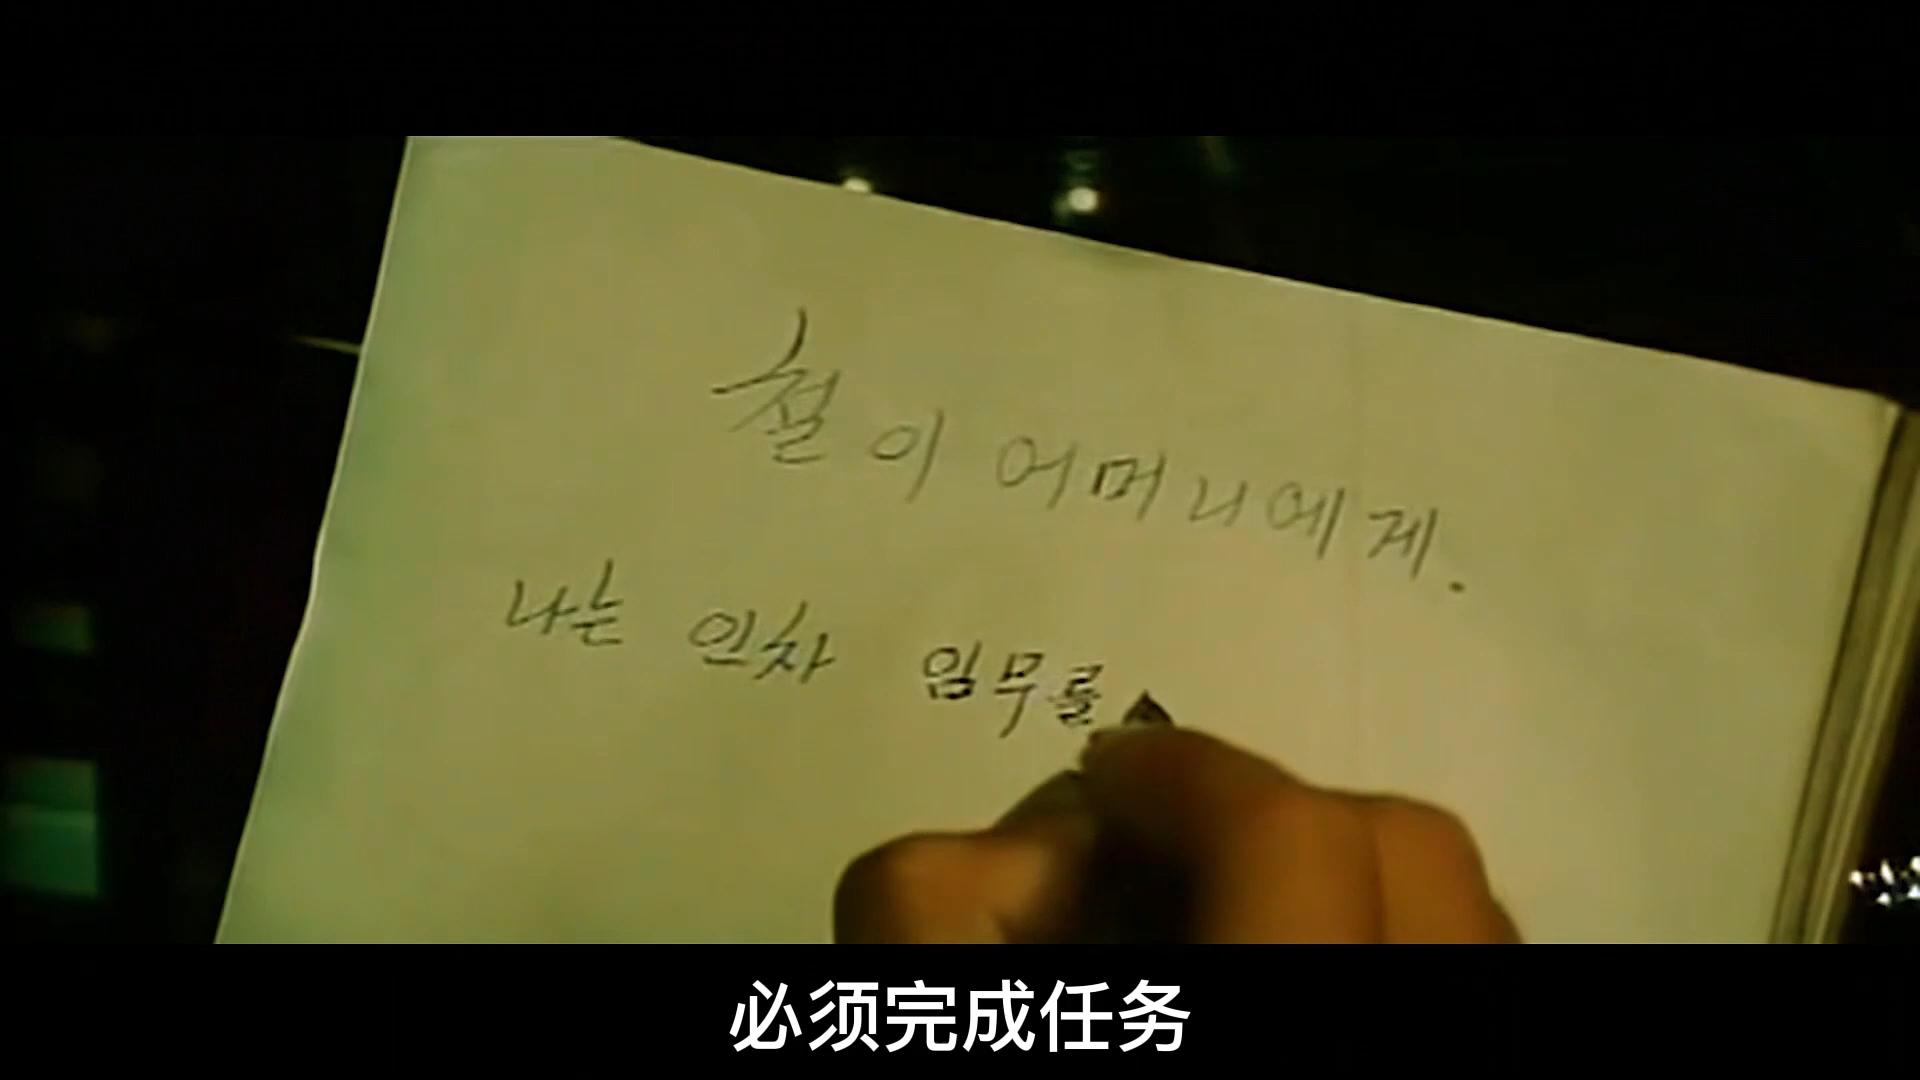 철이 어머니에게.
나는 인차 임무를
必须完成任务